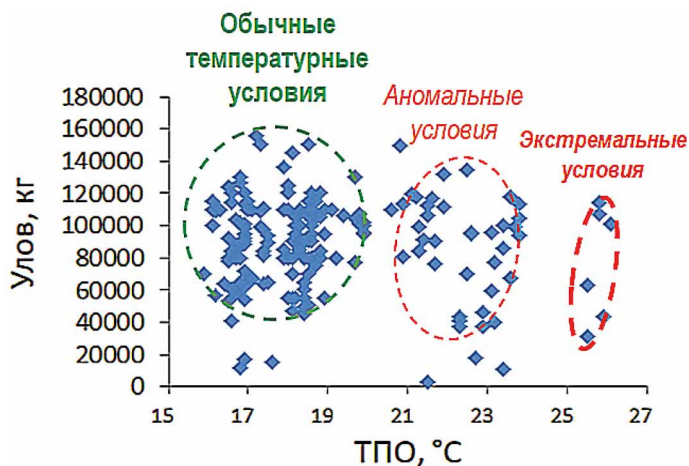 Обычные
температурные
условия
Аномальные
условия
Экстремальные
условия
180000
160000
140000
120000
100000
80000
60000
40000
20000
0
Улов, кг
15 17 19 21 23 25 27
ТПО, °С